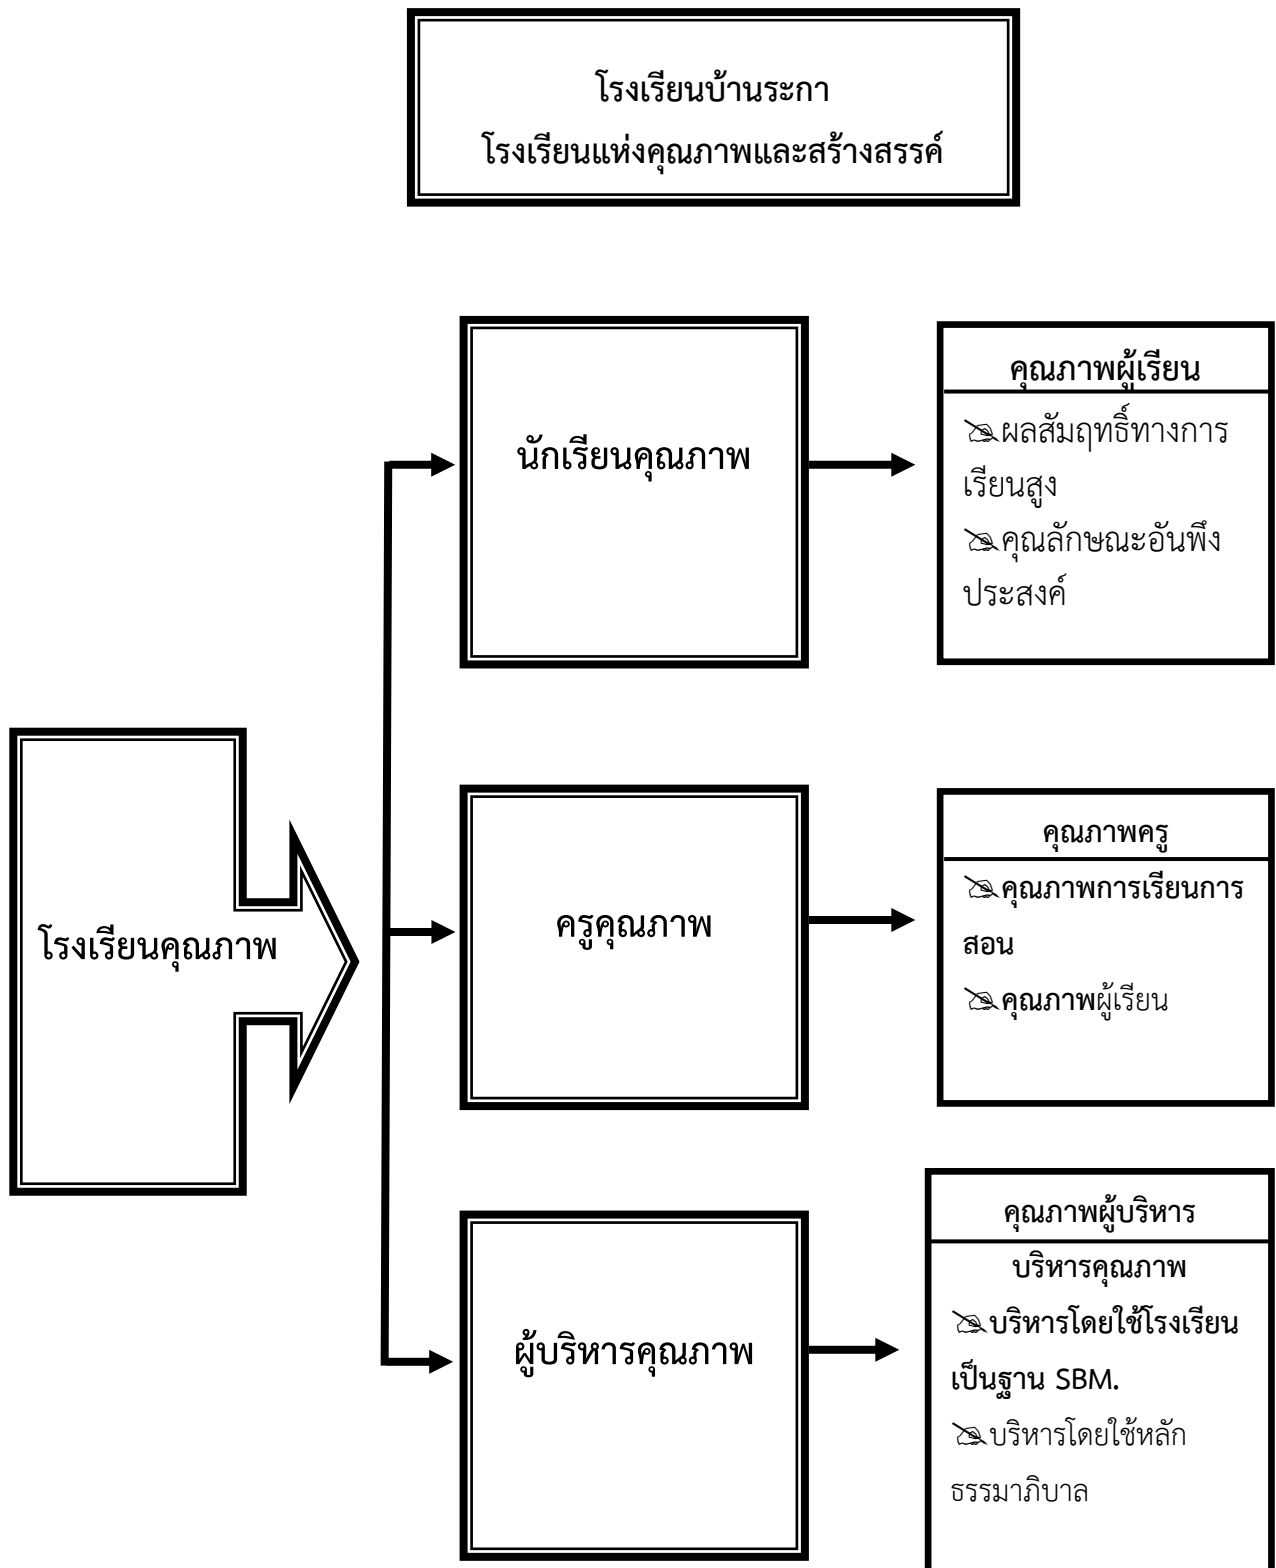 โรงเรียนบ้านระกา
โรงเรียนแห่งคุณภาพและสร้างสรรค์
โรงเรียนคุณภาพ
นักเรียนคุณภาพ
คุณภาพผู้เรียน
ผลสัมฤทธิ์ทางการ
เรียนสูง
คุณลักษณะอันพึง
ประสงค์
ครูคุณภาพ
คุณภาพครู
คุณภาพการเรียนการ
สอน
คุณภาพผู้เรียน
ผู้บริหารคุณภาพ
คุณภาพผู้บริหาร
บริหารคุณภาพ
บริหารโดยใช้โรงเรียน
เป็นฐาน SBM.
บริหารโดยใช้หลัก
ธรรมาภิบาล